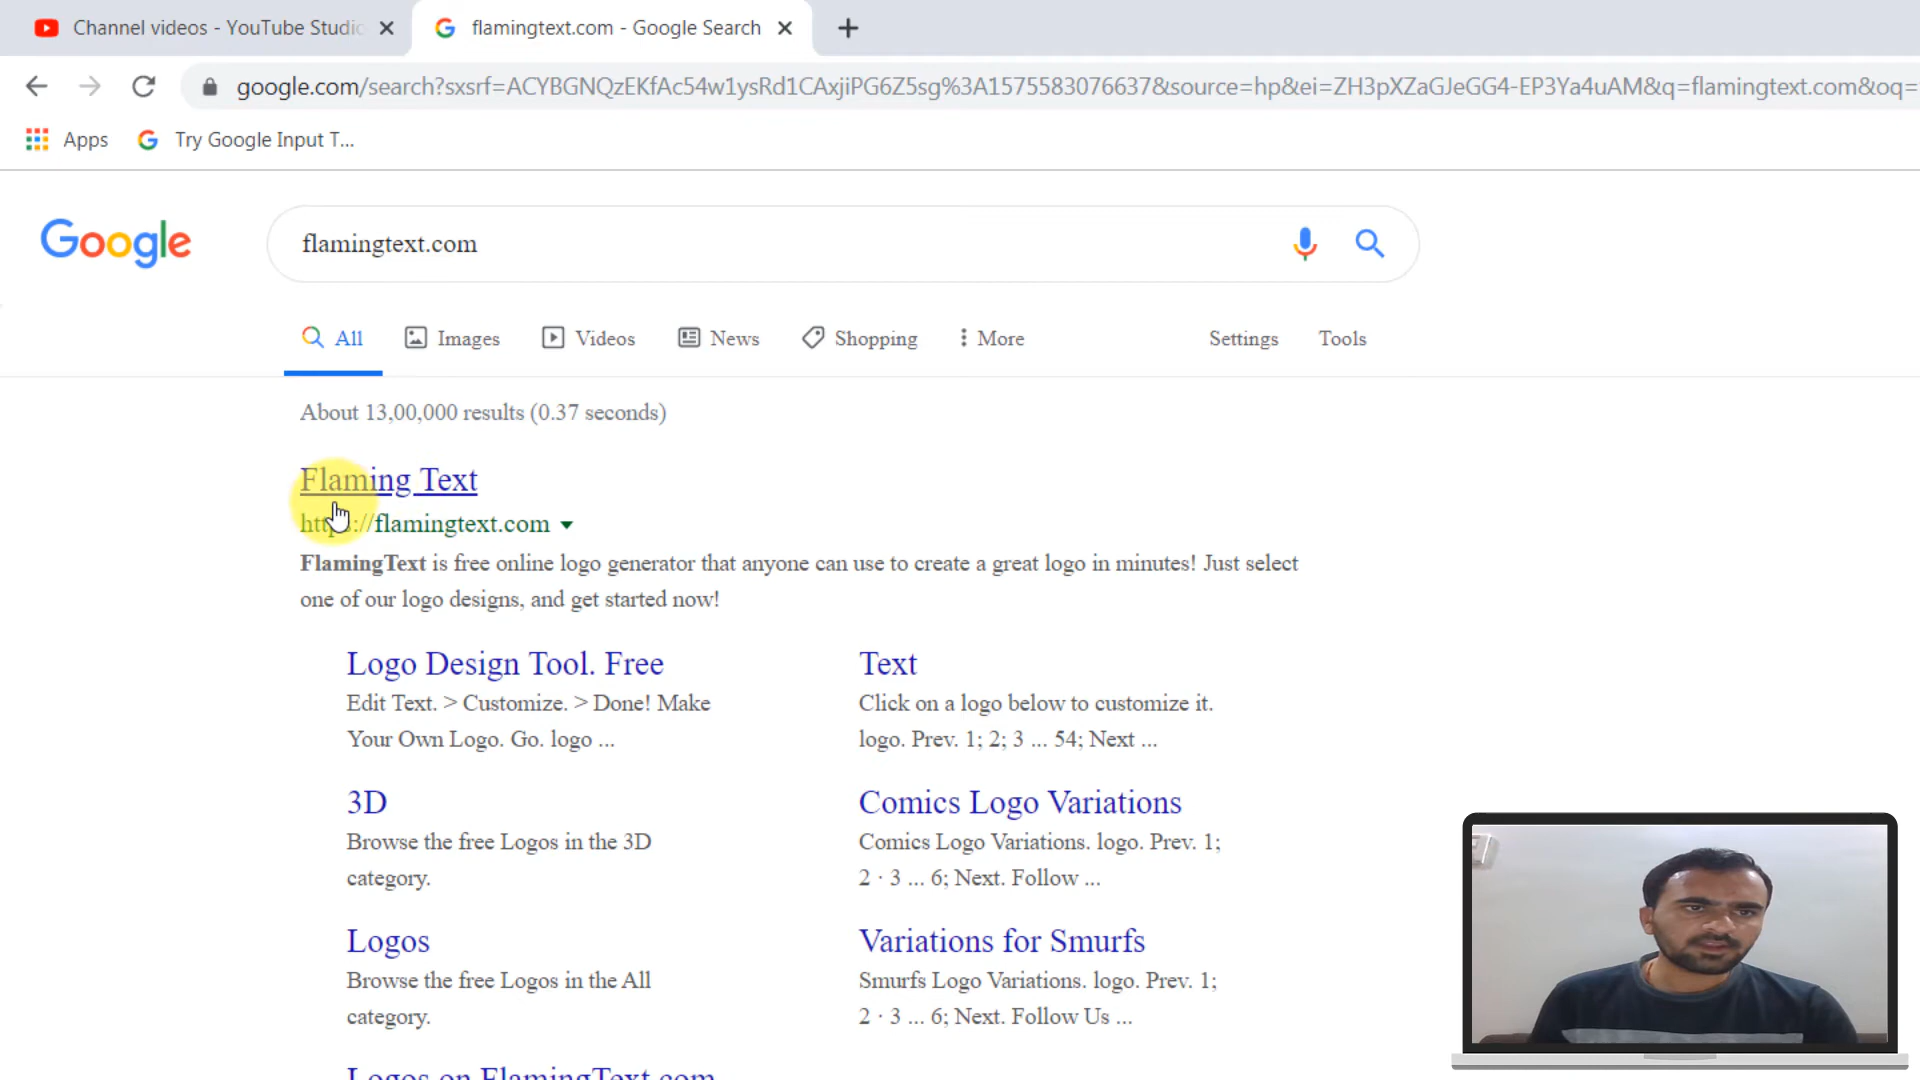 Channel videos - YouTube Studio
flamingtext.com - Google Search
google.com/search?sxsrf=ACYBGNQzEKfAc54w1ysRd1CAxjiPG6Z5sg%3A1575583076637&source=hp&ei=ZH3pXZaGJeGG4-EP3Ya4uAM&q=flamingtext.com&oq=
Apps
Try Google Input T...
Google
flamingtext.com
All
Images
Videos
News
Shopping
More
Settings
Tools
About 13,00,000 results (0.37 seconds)
Flaming Text
https://flamingtext.com
FlamingText is free online logo generator that anyone can use to create a great logo in minutes! Just select
one of our logo designs, and get started now!
Logo Design Tool. Free
Edit Text. > Customize. > Done! Make
Your Own Logo. Go. logo ...
Text
Click on a logo below to customize it.
logo. Prev. 1; 2; 3 ... 54; Next ...
3D
Browse the free Logos in the 3D
category.
Comics Logo Variations
Comics Logo Variations. logo. Prev. 1;
2 · 3 ... 6; Next. Follow ...
Logos
Browse the free Logos in the All
category.
Variations for Smurfs
Smurfs Logo Variations. logo. Prev. 1;
2 · 3 ... 6; Next. Follow Us ...
Logos on FlamingText.com